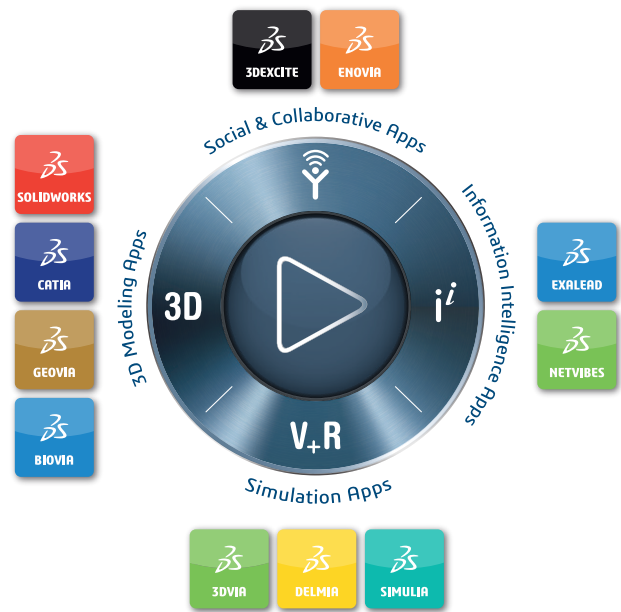 3DEXCITE
ENOVIA
Social & Collaborative Apps
SOLIDWORKS
CATIA
GEOVIA
BIOVIA
3D Modeling Apps
3D
i i
V+R
Information Intelligence Apps
EXALEAD
NETVIBES
Simulation Apps
3DVIA
DELMIA
SIMULIA